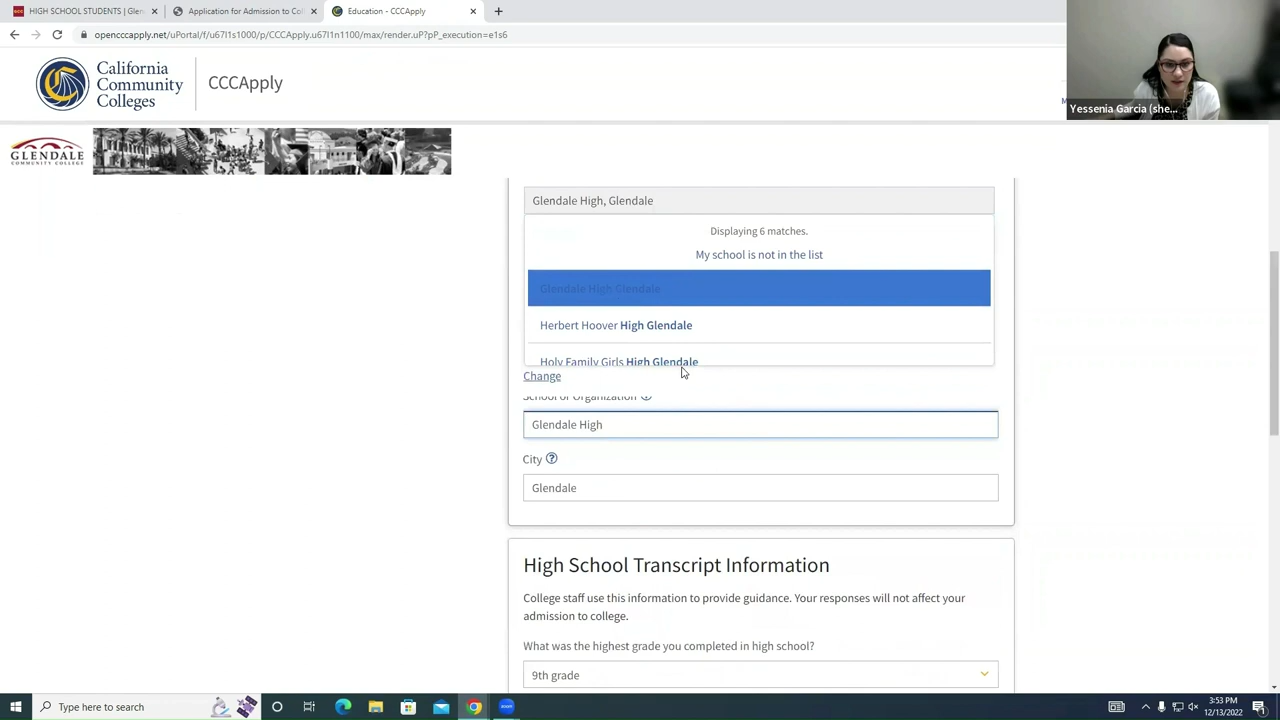 HIGH SCHOOL STUDENTS | Glen
Application for Admission to Col
Education - CCCApply
opencccapply.net/uPortal/f/u67l1s1000/p/CCCApply.u67l1n1100/max/render.uP?pP_execution=e1s6
California
Community
Colleges
CCCApply
Yessenia Garcia (she...
GLENDALE
COMMUNITY COLLEGE
Glendale High, Glendale
Displaying 6 matches.
My school is not in the list
Glendale High Glendale
Herbert Hoover High Glendale
Holy Family Girls High Glendale
Change
School or Organization
Glendale High
City
Glendale
High School Transcript Information
College staff use this information to provide guidance. Your responses will not affect your
admission to college.
What was the highest grade you completed in high school?
9th grade
Type here to search
zoom
3:53 PM
12/13/2022